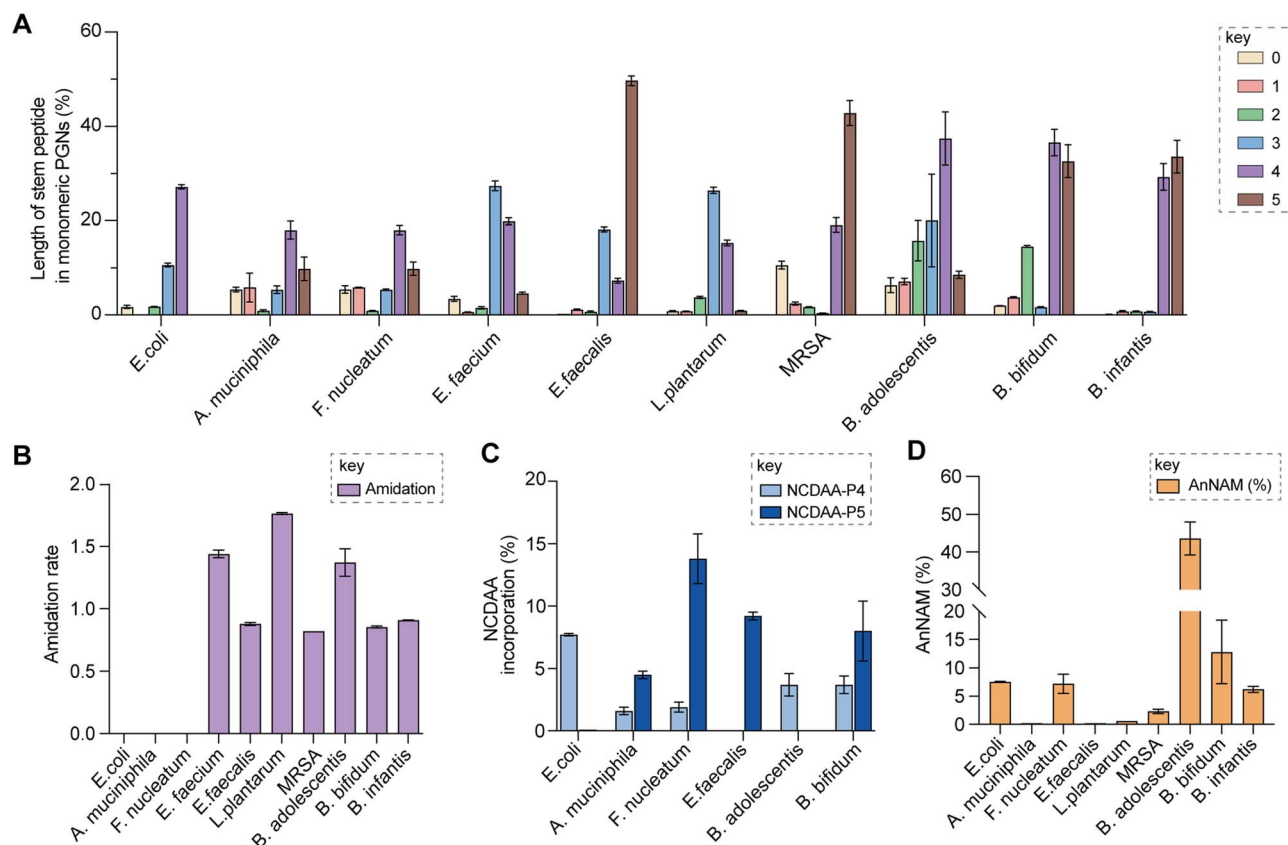 A
Length of stem peptide
in monomeric PGNs (%)
60
40
20
0
key
0
1
2
3
4
5
E.coli
A. muciniphila
F. nucleatum
E. faecium
E.faecalis
L.plantarum
MRSA
B. adolescentis
B. bifidum
B. infantis
B
key
Amidation
Amidation rate
2.0
1.5
1.0
0.5
0.0
E.coli
A. muciniphila
F. nucleatum
E. faecium
E.faecalis
L.plantarum
MRSA
B. adolescentis
B. bifidum
B. infantis
C
key
NCDAA-P4
NCDAA-P5
NCDAA
incorporation (%)
20
15
10
5
0
E.coli
A. muciniphila
F. nucleatum
E.faecalis
B. adolescentis
B. bifidum
D
key
AnNAM (%)
AnNAM (%)
60
50
40
30
20
15
10
5
0
E.coli
A. muciniphila
F. nucleatum
E.faecalis
L.plantarum
MRSA
B. adolescentis
B. bifidum
B. infantis